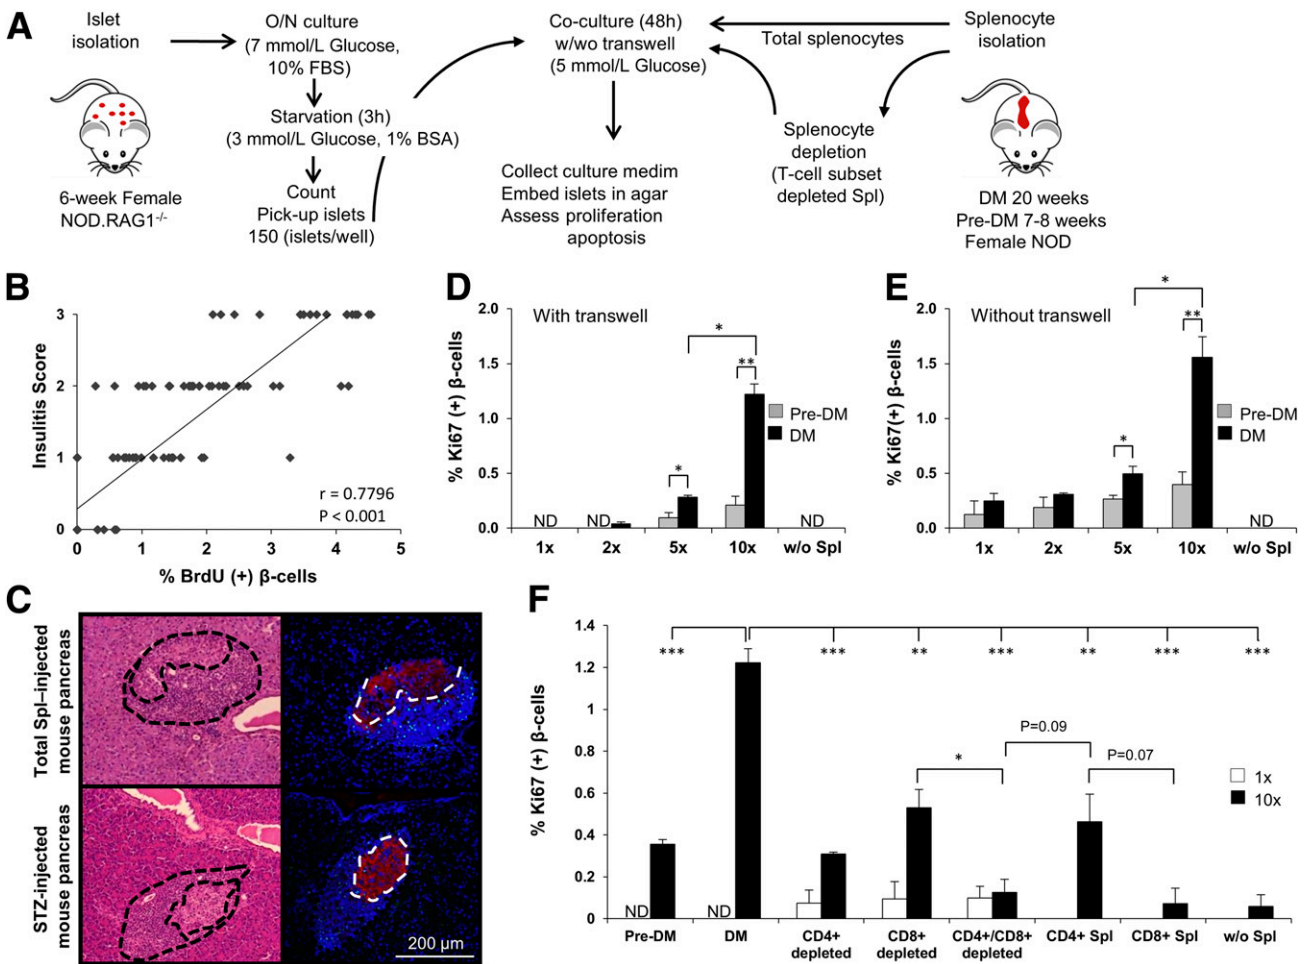 A
Islet
isolation
O/N culture
(7 mmol/L Glucose,
10% FBS)
Starvation (3h)
(3 mmol/L Glucose, 1% BSA)
Count
Pick-up islets
150 (islets/well)
6-week Female
NOD.RAG1-/-
Co-culture (48h)
w/wo transwell
(5 mmol/L Glucose)
Collect culture medim
Embed islets in agar
Assess proliferation
apoptosis
Total splenocytes
Splenocyte
isolation
Splenocyte
depletion
(T-cell subset
depleted Spl)
DM 20 weeks
Pre-DM 7-8 weeks
Female NOD
B
Insulitis Score
3
2
1
0
r = 0.7796
P < 0.001
0 1 2 3 4 5
% BrdU (+) β-cells
D
% Ki67 (+) β-cells
2.0
1.5
1.0
0.5
0.0
With transwell
*
**
*
Pre-DM
DM
ND ND ND
1x 2x 5x 10x w/o Spl
E
% Ki67(+) β-cells
2.0
1.5
1.0
0.5
0.0
Without transwell
*
**
*
Pre-DM
DM
ND
1x 2x 5x 10x w/o Spl
C
Total Spl–injected
mouse pancreas
STZ-injected
mouse pancreas
200 µm
F
% Ki67 (+) β-cells
1.4
1.2
1
0.8
0.6
0.4
0.2
0
*** *** ** *** ** *** ***
P=0.09
P=0.07
*
1x
10x
ND ND
Pre-DM DM CD4+ CD8+ CD4+/CD8+ CD4+ Spl CD8+ Spl w/o Spl
depleted depleted depleted